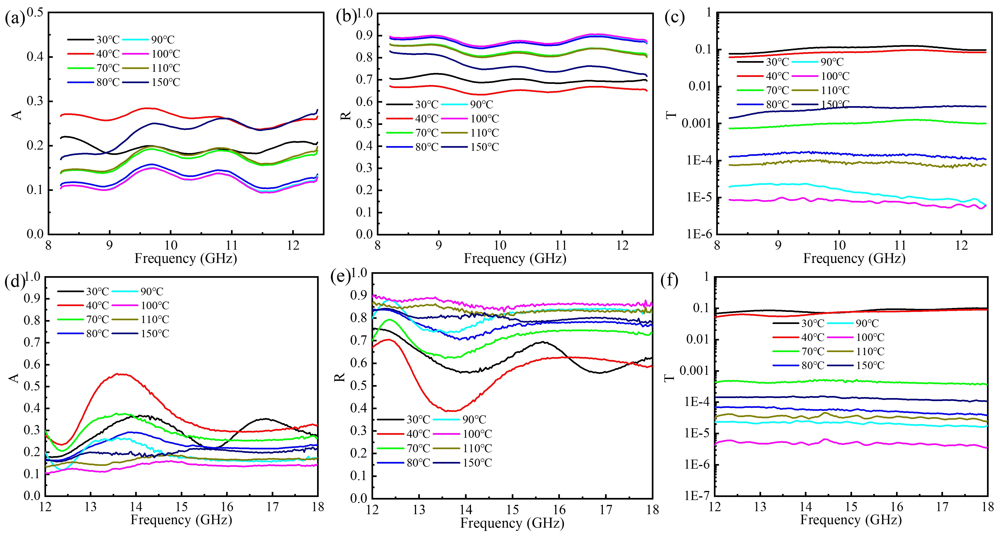 (a)
0.5
0.4
0.3
0.2
0.1
0.0
A
30℃ 90℃
40℃ 100℃
70℃ 110℃
80℃ 150℃
8 9 10 11 12
Frequency (GHz)
(b)
1.0
0.9
0.8
0.7
0.6
0.5
0.4
0.3
0.2
0.1
0.0
R
30℃ 90℃
40℃ 100℃
70℃ 110℃
80℃ 150℃
8 9 10 11 12
Frequency (GHz)
(c)
1
0.1
0.01
0.001
1E-4
1E-5
1E-6
T
30℃ 90℃
40℃ 100℃
70℃ 110℃
80℃ 150℃
8 9 10 11 12
Frequency (GHz)
(d)
1.0
0.9
0.8
0.7
0.6
0.5
0.4
0.3
0.2
0.1
0.0
A
30℃ 90℃
40℃ 100℃
70℃ 110℃
80℃ 150℃
12 13 14 15 16 17 18
Frequency (GHz)
(e)
1.0
0.9
0.8
0.7
0.6
0.5
0.4
0.3
0.2
0.1
0.0
R
30℃ 90℃
40℃ 100℃
70℃ 110℃
80℃ 150℃
12 13 14 15 16 17 18
Frequency (GHz)
(f)
1
0.1
0.01
0.001
1E-4
1E-5
1E-6
1E-7
T
30℃ 90℃
40℃ 100℃
70℃ 110℃
80℃ 150℃
12 13 14 15 16 17 18
Frequency (GHz)